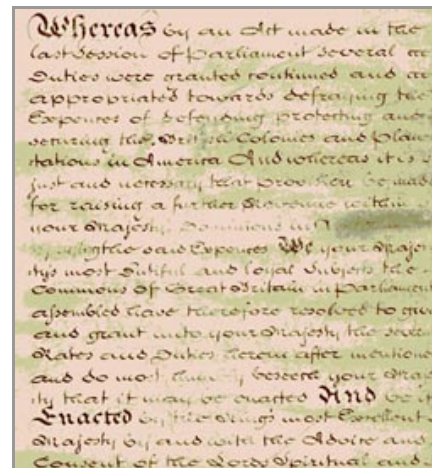 Whereas by an Act made in the
last Session of Parliament several
Duties were granted continued and
appropriated towards defraying the
Expences of defending protecting and
securing the British Colonies and Plan
tations in America And whereas it is
just and necessary that provision be made
for raising a further Revenue within
your Majestys Dominions in A
the said Expences We your Majes
tys most Dutiful and loyal Subjects the
Commons of Great Britain in Parliament
assembled have therefore resolved to give
and grant unto your Majesty the several
Rates and Duties herein after mentioned
and do most humbly beseech your Majes
ty that it may be enacted And be it
Enacted by the Kings most Excellent
Majesty by and with the Advice and
Consent of the Lords Spiritual and